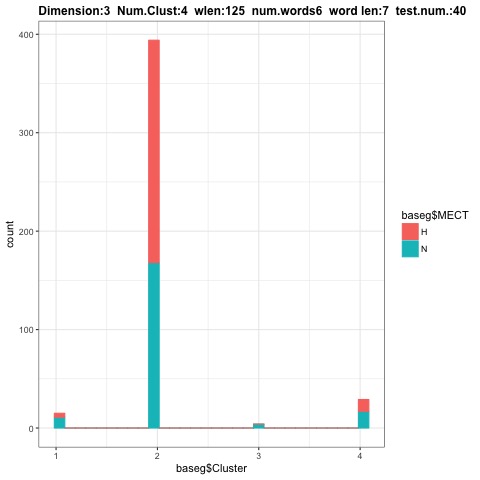 Dimension:3 Num.Clust:4 wlen:125 num.words6 word len:7 test.num.:40
400
300
200
100
0
count
1 2 3 4
baseg$Cluster
baseg$MECT
H
N